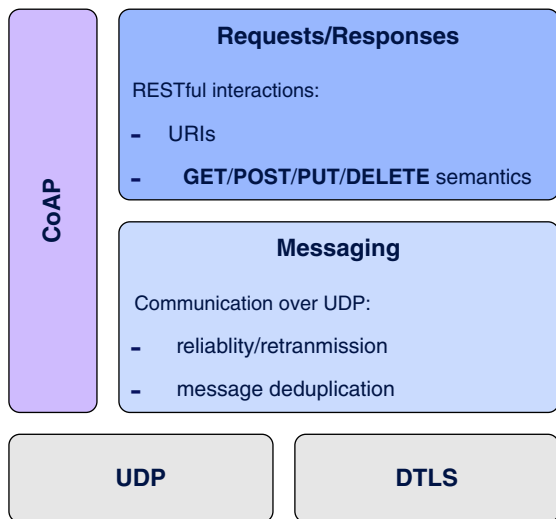 CoAP
Requests/Responses
RESTful interactions:
- URIs
- GET/POST/PUT/DELETE semantics
Messaging
Communication over UDP:
- reliablity/retranmission
- message deduplication
UDP
DTLS